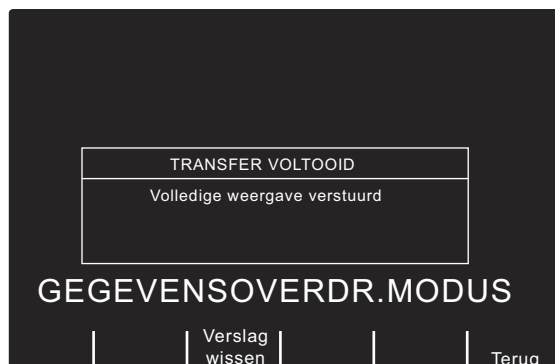 TRANSFER VOLTOOID
Volledige weergave verstuurd
GEGEVENSOVERDR.MODUS
Verslag
wissen
Terug